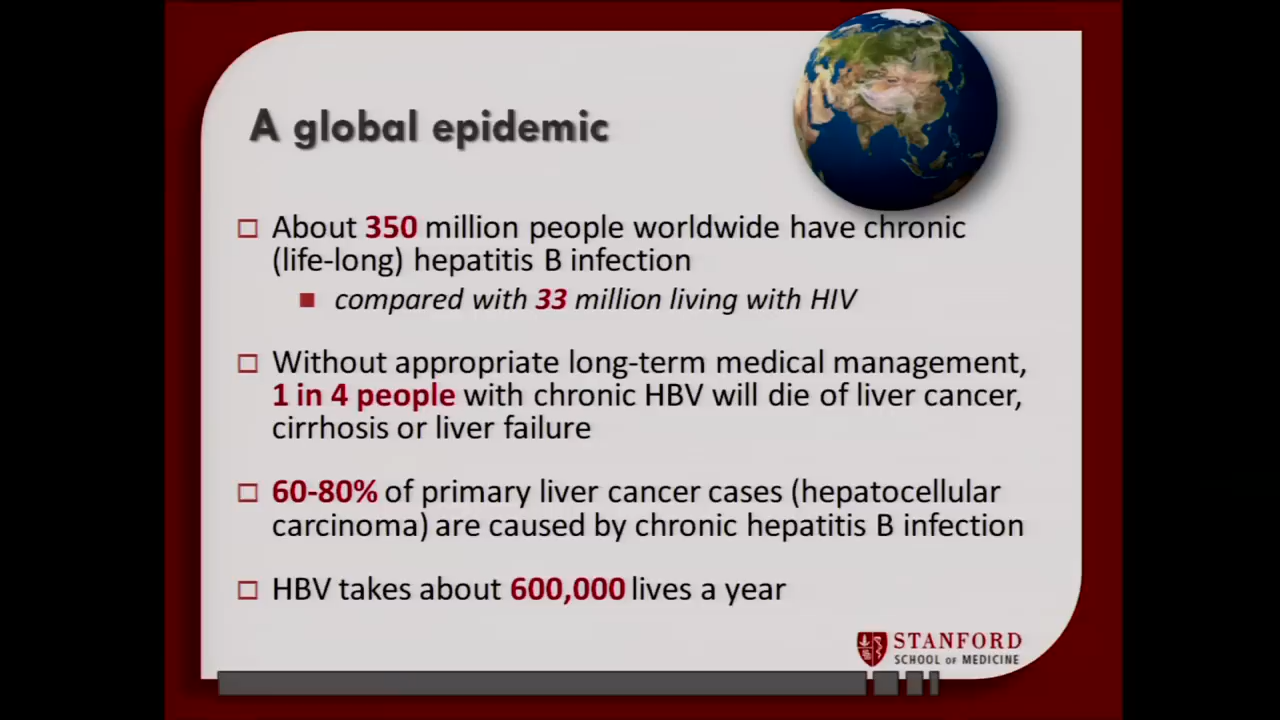 A global epidemic
About 350 million people worldwide have chronic
(life-long) hepatitis B infection
compared with 33 million living with HIV
Without appropriate long-term medical management,
1 in 4 people with chronic HBV will die of liver cancer,
cirrhosis or liver failure
60-80% of primary liver cancer cases (hepatocellular
carcinoma) are caused by chronic hepatitis B infection
HBV takes about 600,000 lives a year
STANFORD
SCHOOL OF MEDICINE